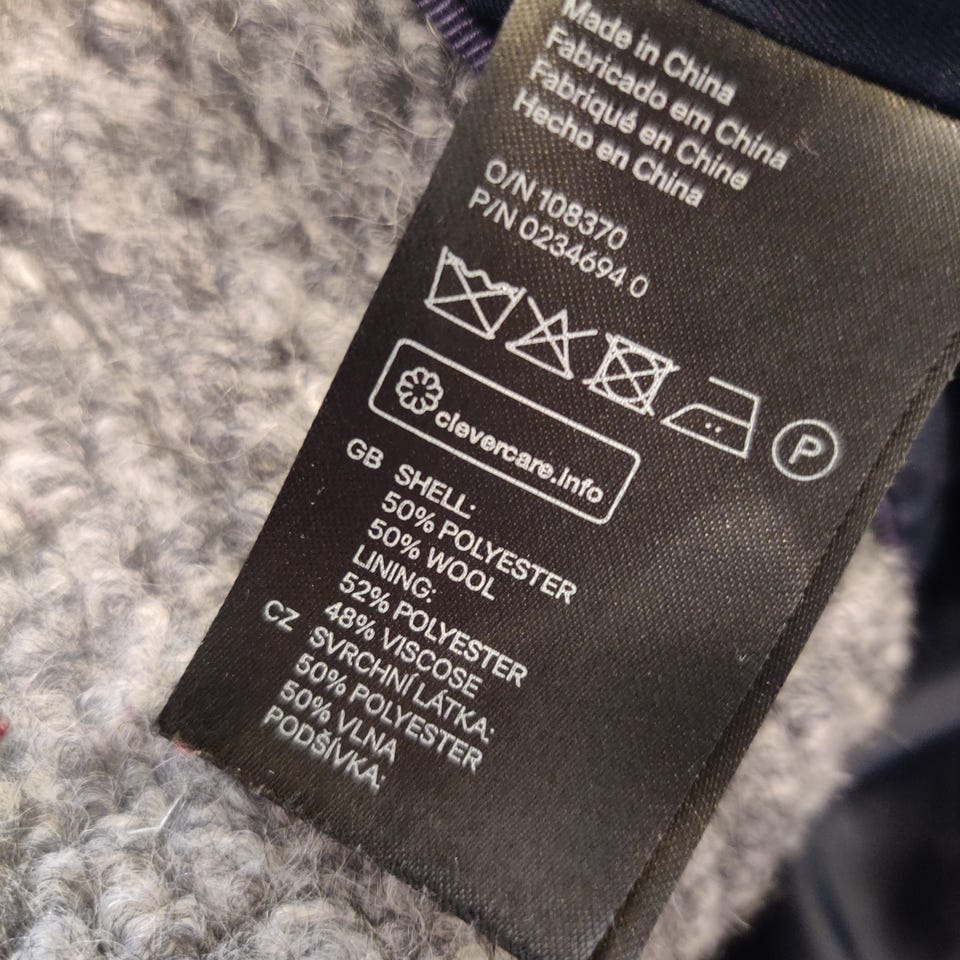 Made in China
Fabricado em China
Fabriqué en Chine
Hecho en China
O/N 108370
P/N 0234694 0
P
clevercare.info
GB SHELL:
50% POLYESTER
50% WOOL
LINING:
52% POLYESTER
48% VISCOSE
CZ SVRCHNÍ LÁTKA:
50% POLYESTER
50% VLNA
PODŠÍVKA: